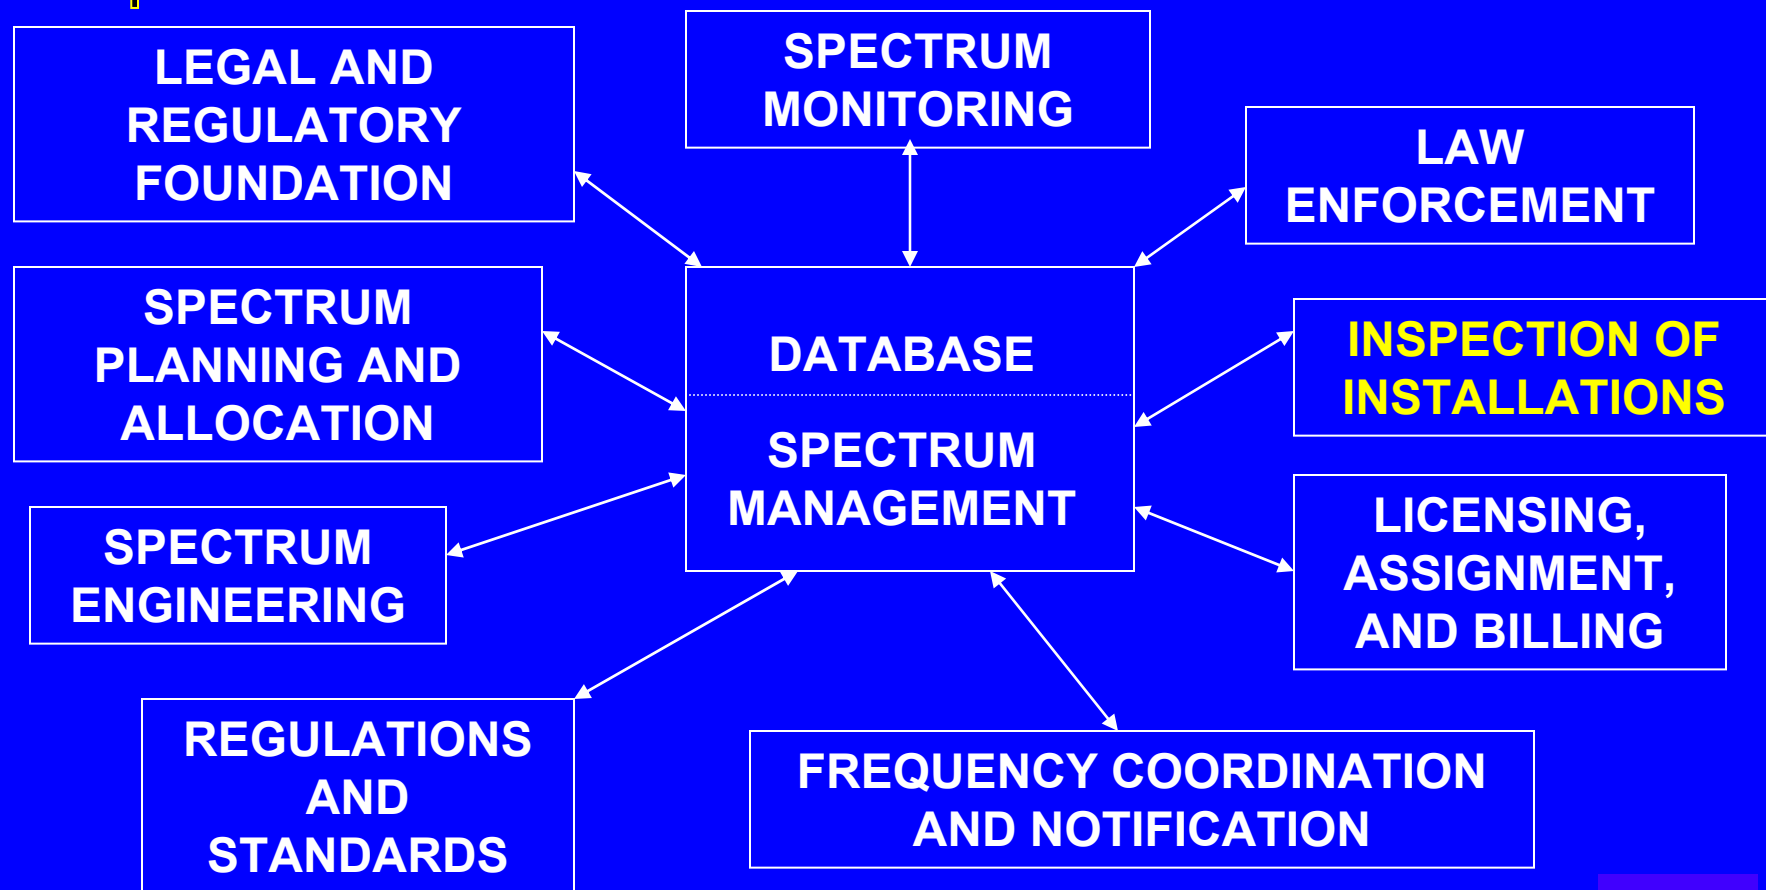 LEGAL AND
REGULATORY
FOUNDATION
SPECTRUM
MONITORING
LAW
ENFORCEMENT
SPECTRUM
PLANNING AND
ALLOCATION
DATABASE
SPECTRUM
MANAGEMENT
INSPECTION OF
INSTALLATIONS
SPECTRUM
ENGINEERING
LICENSING,
ASSIGNMENT,
AND BILLING
REGULATIONS
AND
STANDARDS
FREQUENCY COORDINATION
AND NOTIFICATION